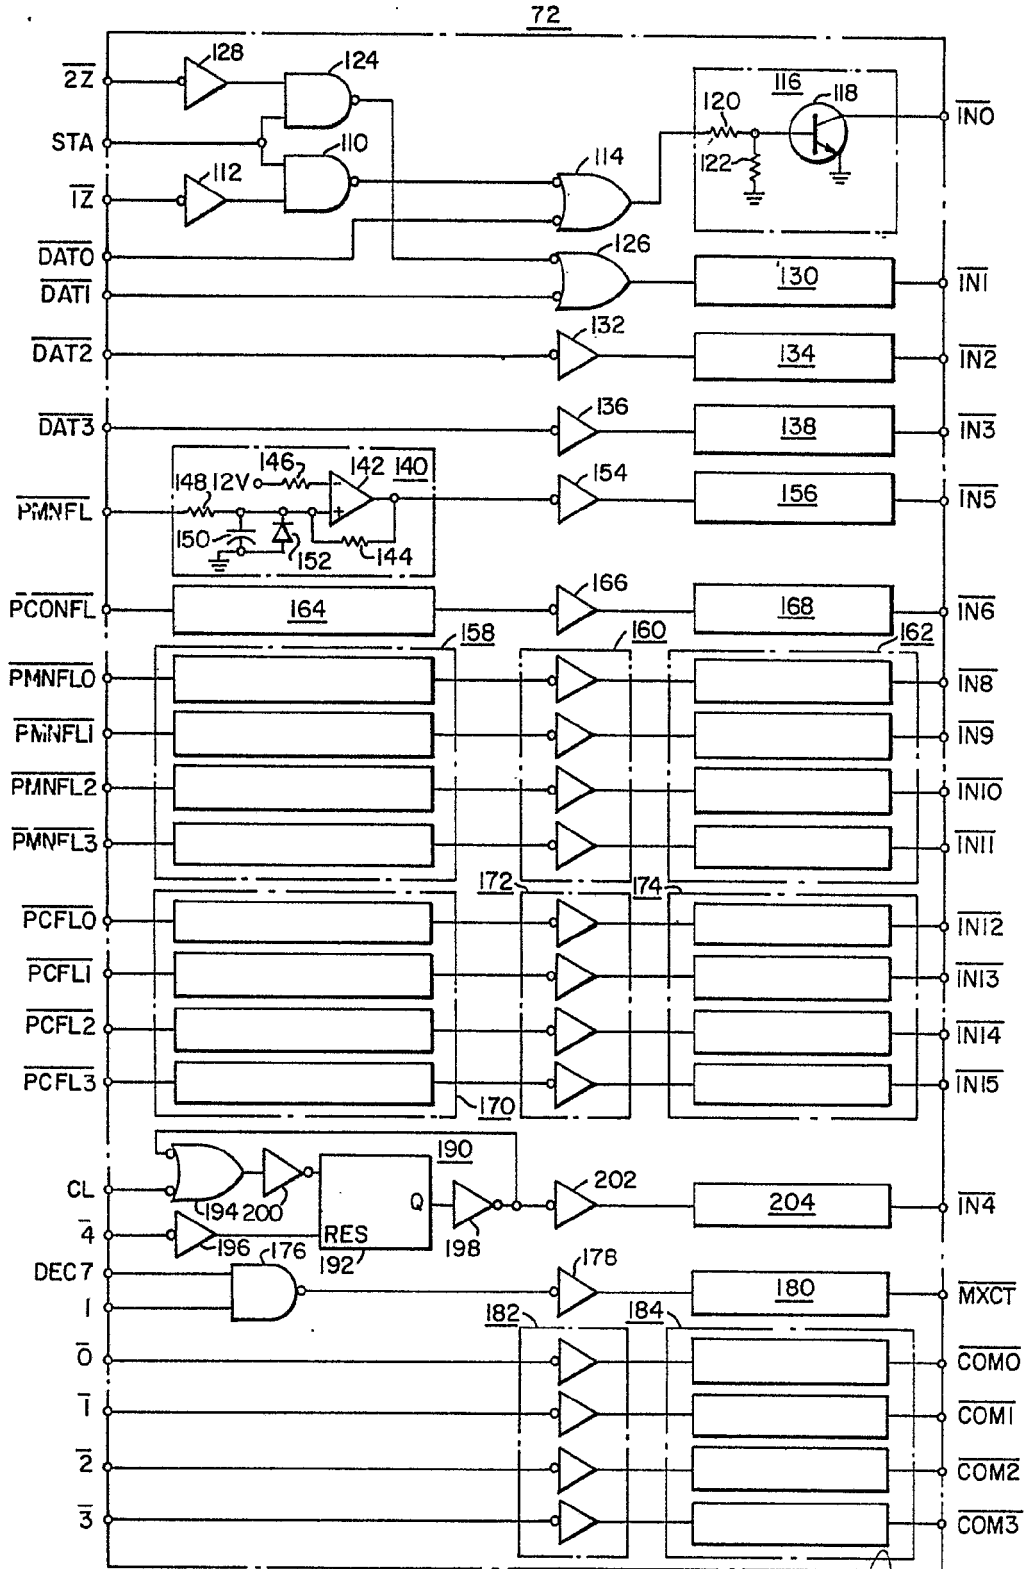 72
2Z
128
124
116
118
120
IN0
STA
110
114
122
1Z
112
DAT0
126
DAT1
130
IN1
132
DAT2
134
IN2
136
DAT3
138
IN3
146
142
140
154
148
12V
156
IN5
PMNFL
150
152
144
166
PCONFL
164
168
IN6
158
160
162
PMNFL0
IN8
PMNFL1
IN9
PMNFL2
IN10
PMNFL3
IN11
172
174
PCFL0
IN12
PCFL1
IN13
PCFL2
IN14
PCFL3
IN15
170
190
CL
194
200
Q
202
204
IN4
4
196
RES
192
198
176
DEC7
178
1
180
MXCT
182
184
0
COM0
1
COM1
2
COM2
3
COM3